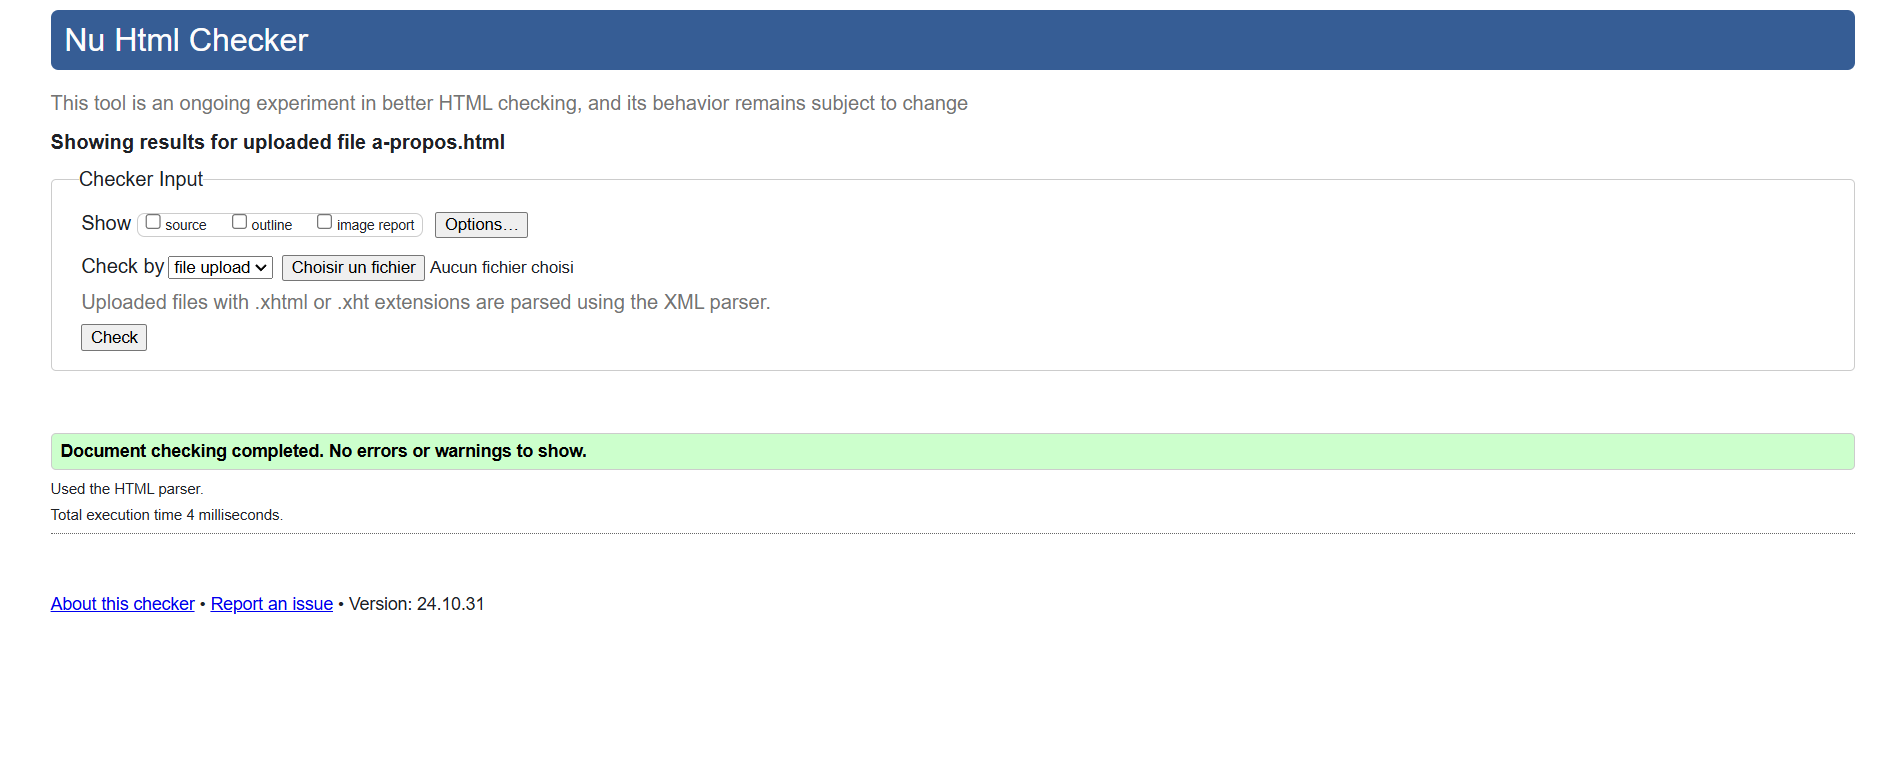 Nu Html Checker
This tool is an ongoing experiment in better HTML checking, and its behavior remains subject to change
Showing results for uploaded file a-propos.html
Checker Input
Show source outline image report Options…
Check by file upload Choisir un fichier Aucun fichier choisi
Uploaded files with .xhtml or .xht extensions are parsed using the XML parser.
Check
Document checking completed. No errors or warnings to show.
Used the HTML parser.
Total execution time 4 milliseconds.
About this checker • Report an issue • Version: 24.10.31